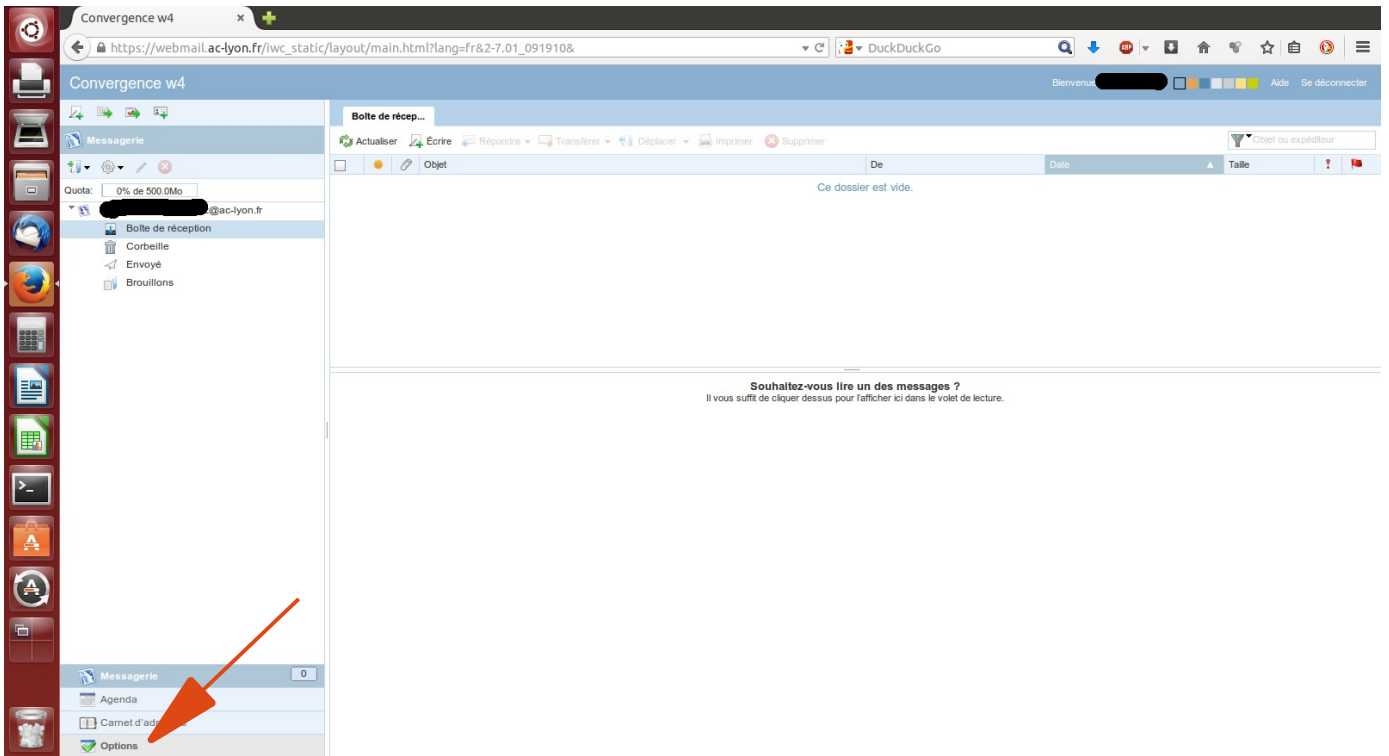 Convergence w4
https://webmail.ac-lyon.fr/iwc_static/layout/main.html?lang=fr&2-7.01_091910&
DuckDuckGo
ABP
Convergence w4
Bienvenue
Aide Se déconnecter
Messagerie
Boîte de récep...
Actualiser Écrire Répondre Transférer Déplacer Imprimer Supprimer
Objet ou expéditeur
Objet De Date Taille
Quota: 0% de 500.0Mo
Ce dossier est vide.
@ac-lyon.fr
Boîte de réception
Corbeille
Envoyé
Brouillons
Souhaitez-vous lire un des messages ?
Il vous suffit de cliquer dessus pour l'afficher ici dans le volet de lecture.
Messagerie 0
Agenda
Carnet
Options